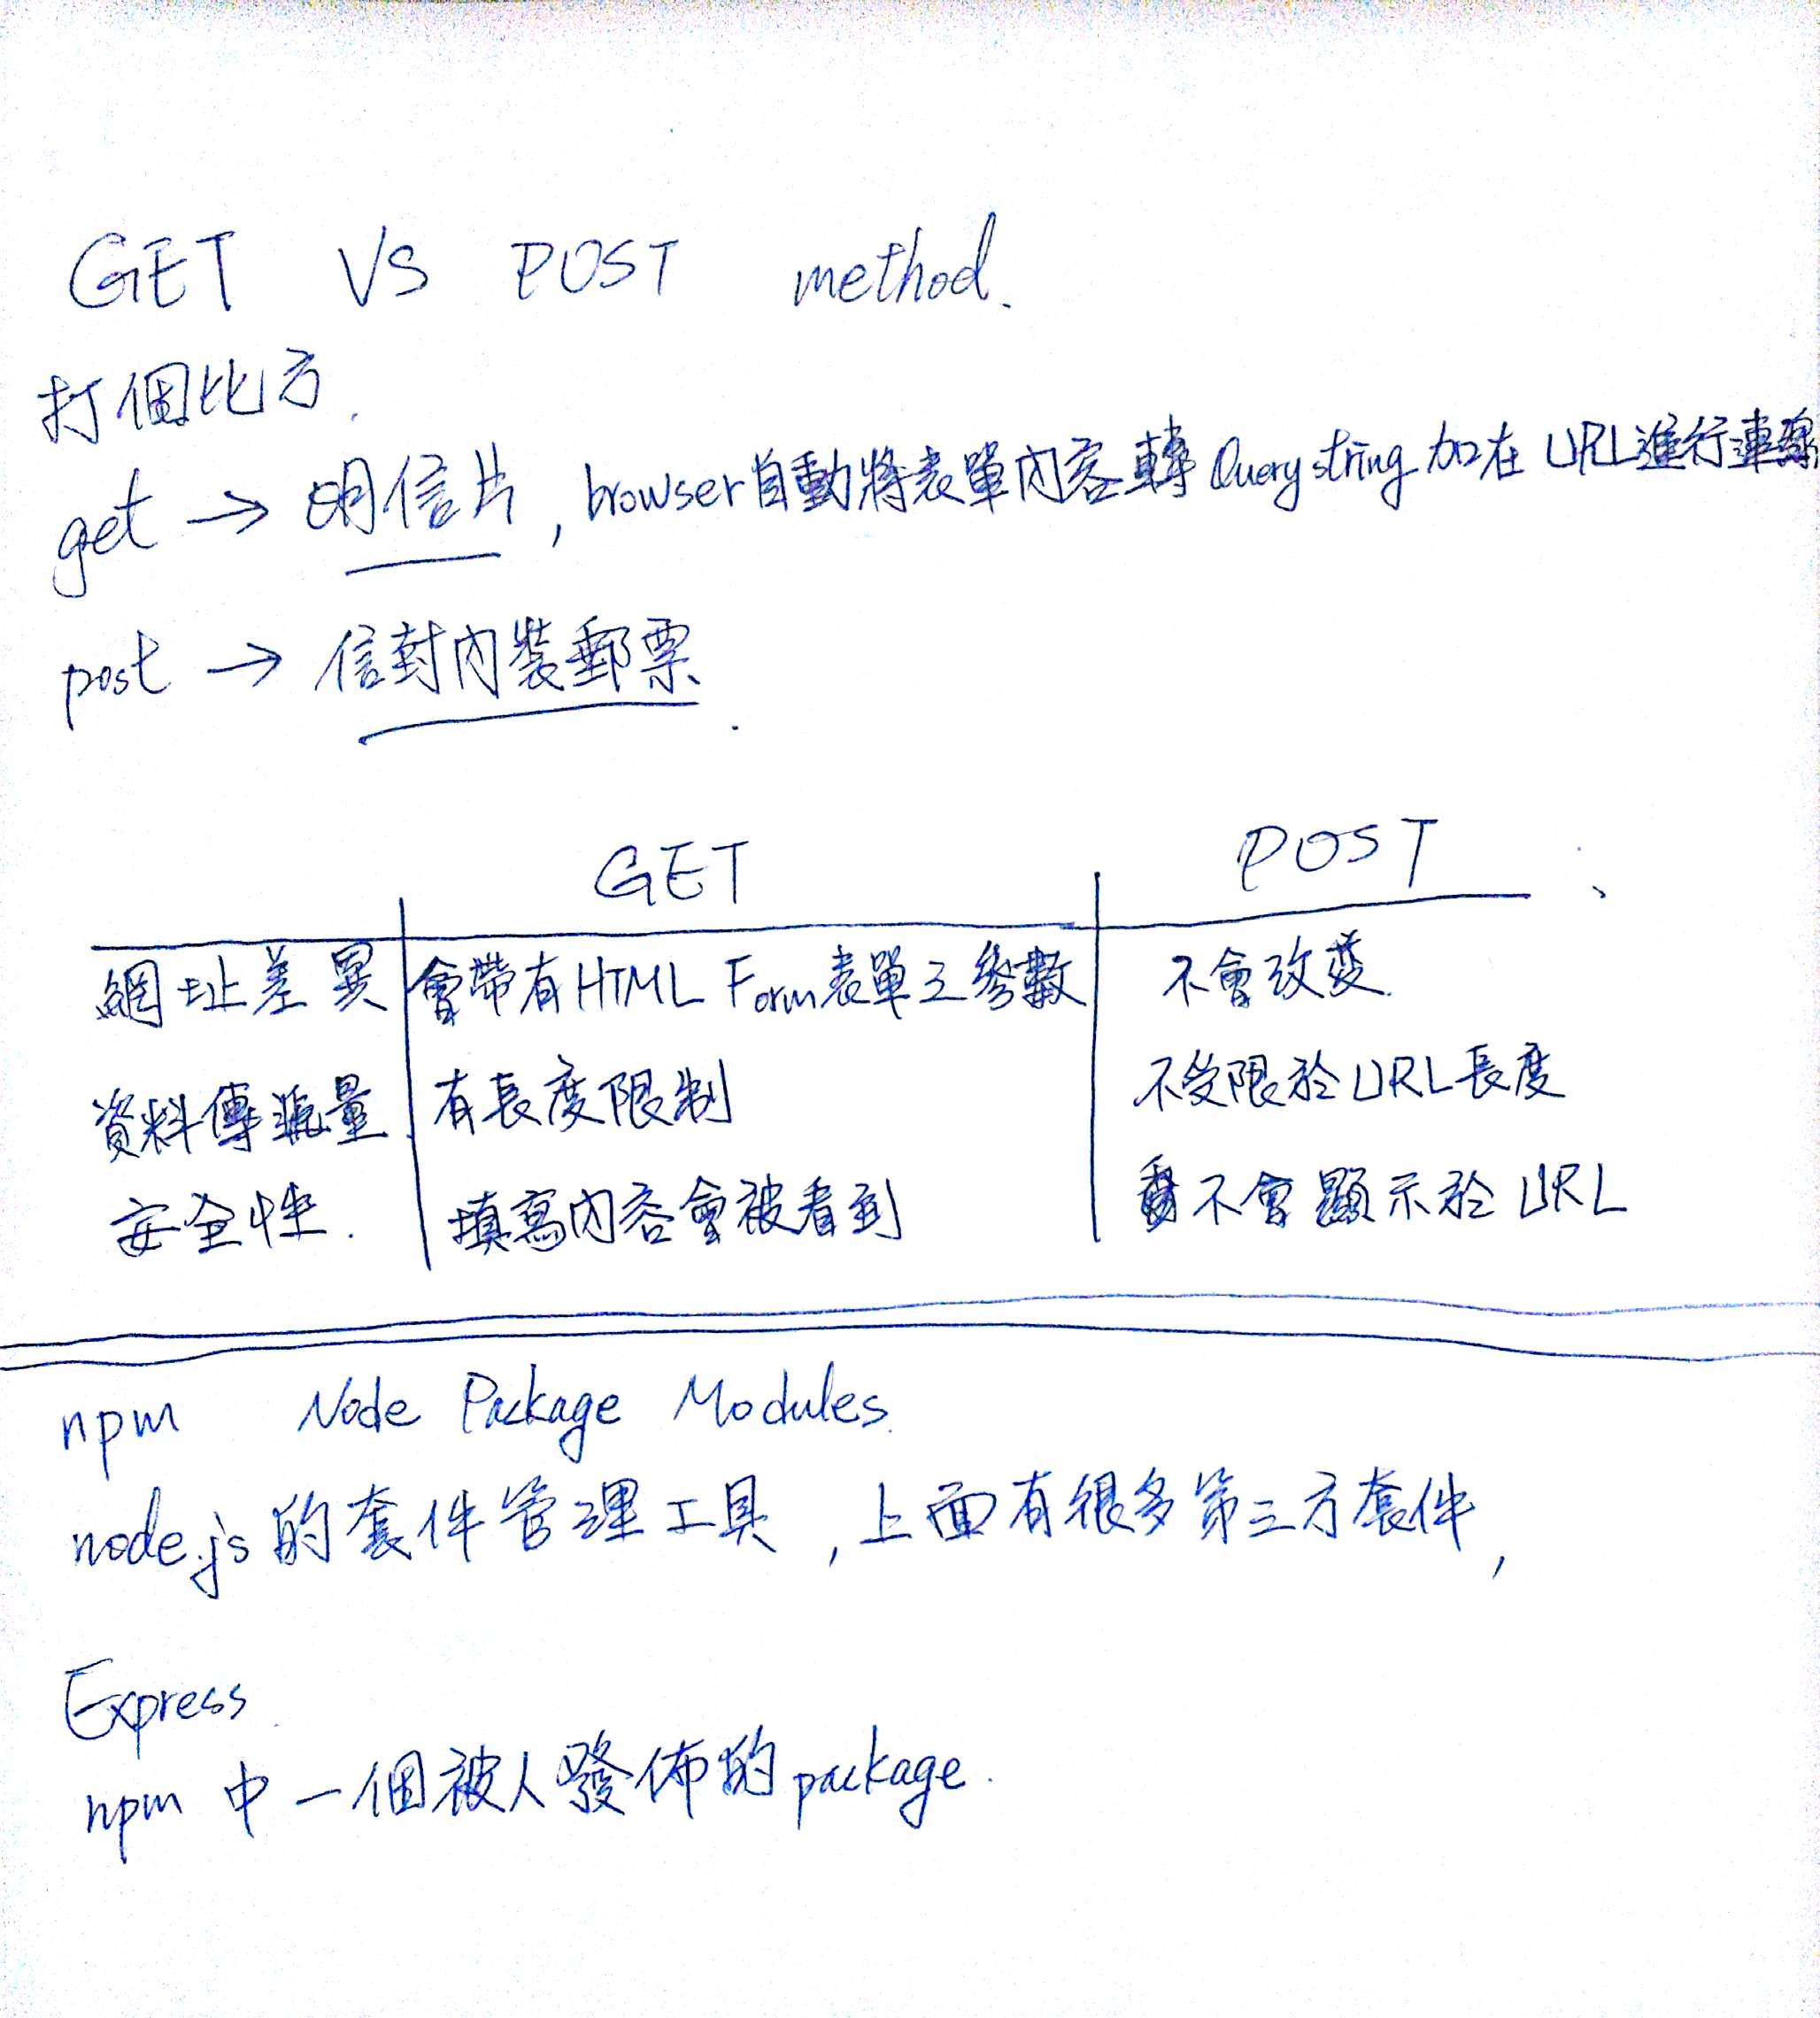 GET VS POST method.
打個比方.
get → 明信片, browser自動將表單內容轉 Query string 加在 URL進行連線
post → 信封內裝郵票.
GET POST
網址差異 會帶有HTML Form表單之參數 不會改變.
資料傳遞量 有長度限制 不受限於URL長度
安全性. 填寫內容會被看到 不會顯示於URL
npm Node Package Modules.
node.js的套件管理工具, 上面有很多第三方套件,
Express.
npm 中一個被人發佈的package.